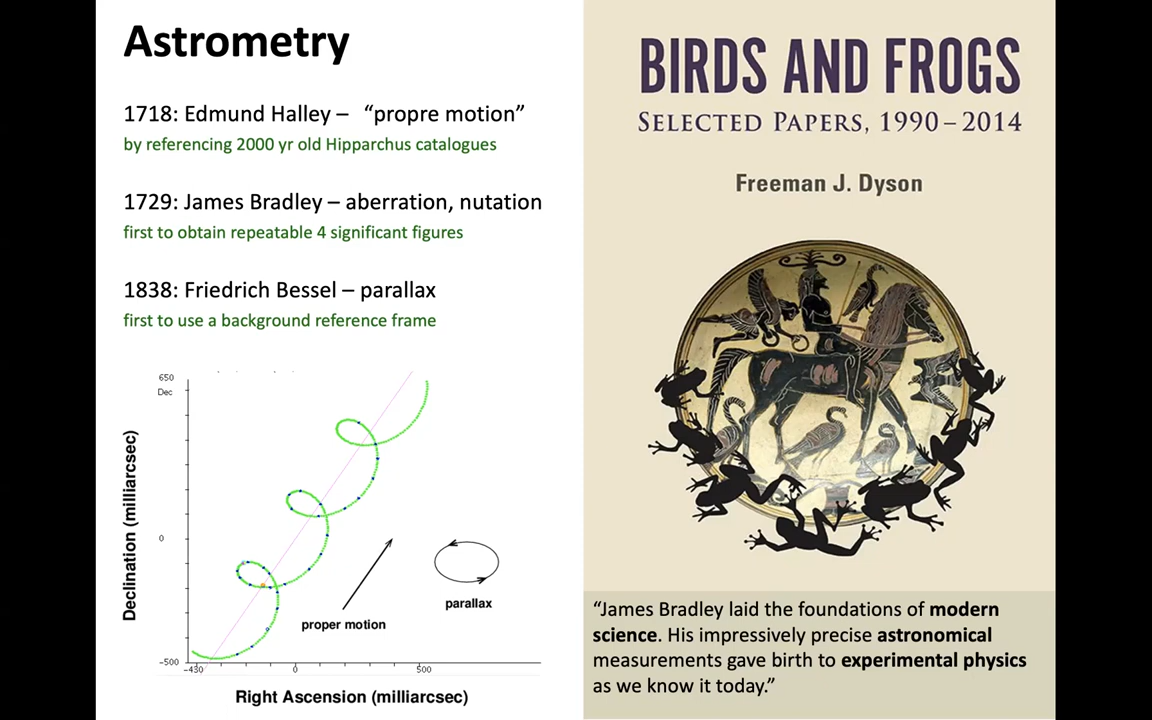 Astrometry
1718: Edmund Halley – “propre motion”
by referencing 2000 yr old Hipparchus catalogues
1729: James Bradley – aberration, nutation
first to obtain repeatable 4 significant figures
1838: Friedrich Bessel – parallax
first to use a background reference frame
650
Dec
0
-500
-430
0
500
Declination (milliarcsec)
proper motion
parallax
Right Ascension (milliarcsec)
BIRDS AND FROGS
SELECTED PAPERS, 1990–2014
Freeman J. Dyson
“James Bradley laid the foundations of modern
science. His impressively precise astronomical
measurements gave birth to experimental physics
as we know it today.”